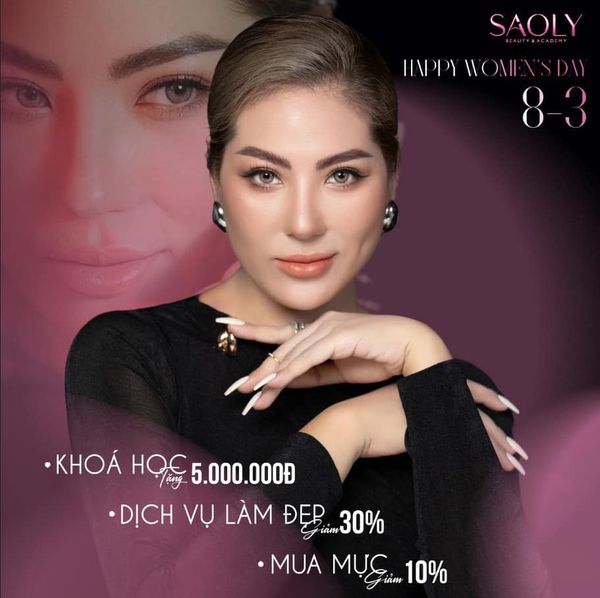 SAOLY
BEAUTY & ACADEMY
HAPPY WOMEN'S DAY
8-3
• KHOÁ HỌC Tặng 5.000.000Đ
• DỊCH VỤ LÀM ĐẸP Giảm 30%
• MUA MỰC Giảm 10%